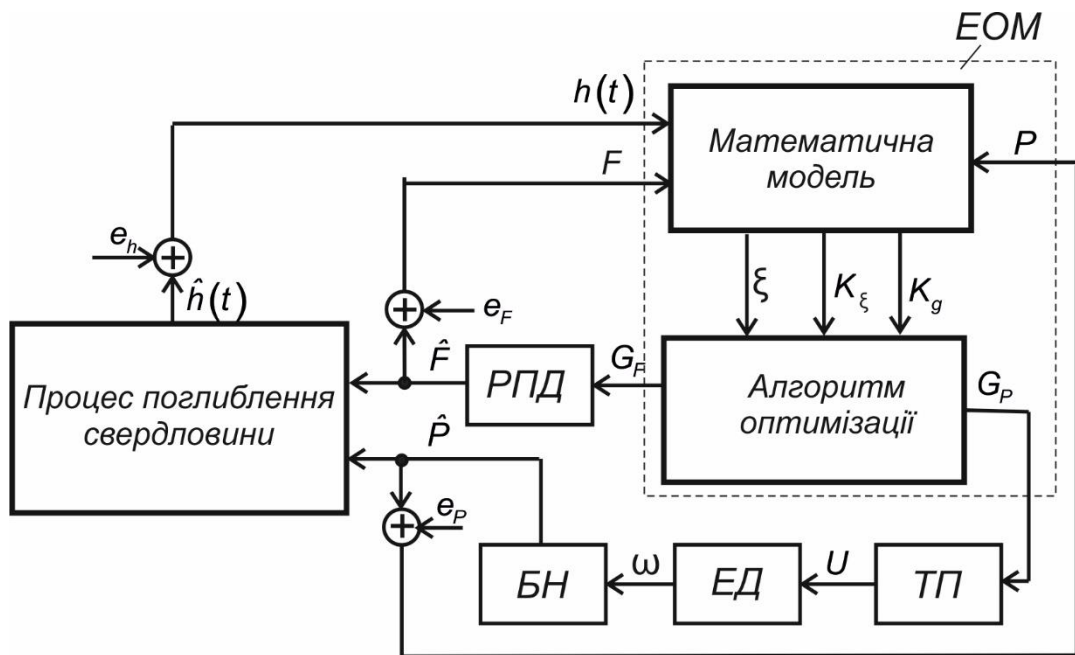 ЕОМ
h(t)
Математична
модель
P
F
e_h
ĥ(t)
ξ
K_ξ
K_g
e_F
F̂
РПД
G_F
Алгоритм
оптимізації
G_P
Процес поглиблення
свердловини
P̂
e_P
БН
ω
ЕД
U
ТП